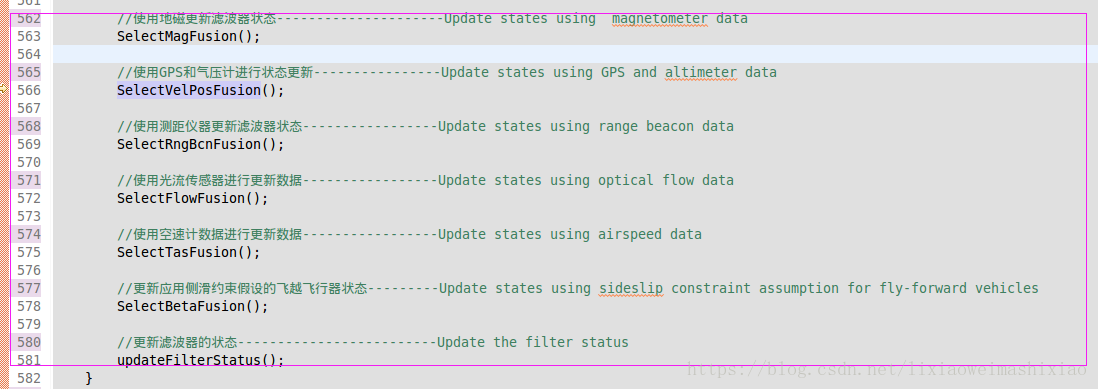 561
562 //使用地磁更新滤波器状态---------------------Update states using  magnetometer data
563 SelectMagFusion();
564
565 //使用GPS和气压计进行状态更新----------------Update states using GPS and altimeter data
566 SelectVelPosFusion();
567
568 //使用测距仪器更新滤波器状态-----------------Update states using range beacon data
569 SelectRngBcnFusion();
570
571 //使用光流传感器进行更新数据-----------------Update states using optical flow data
572 SelectFlowFusion();
573
574 //使用空速计数据进行更新数据-----------------Update states using airspeed data
575 SelectTasFusion();
576
577 //更新应用侧滑约束假设的飞越飞行器状态---------Update states using sideslip constraint assumption for fly-forward vehicles
578 SelectBetaFusion();
579
580 //更新滤波器的状态-------------------------Update the filter status
581 updateFilterStatus();
582 }
https://blog.csdn.net/lixiaoweimashixiao